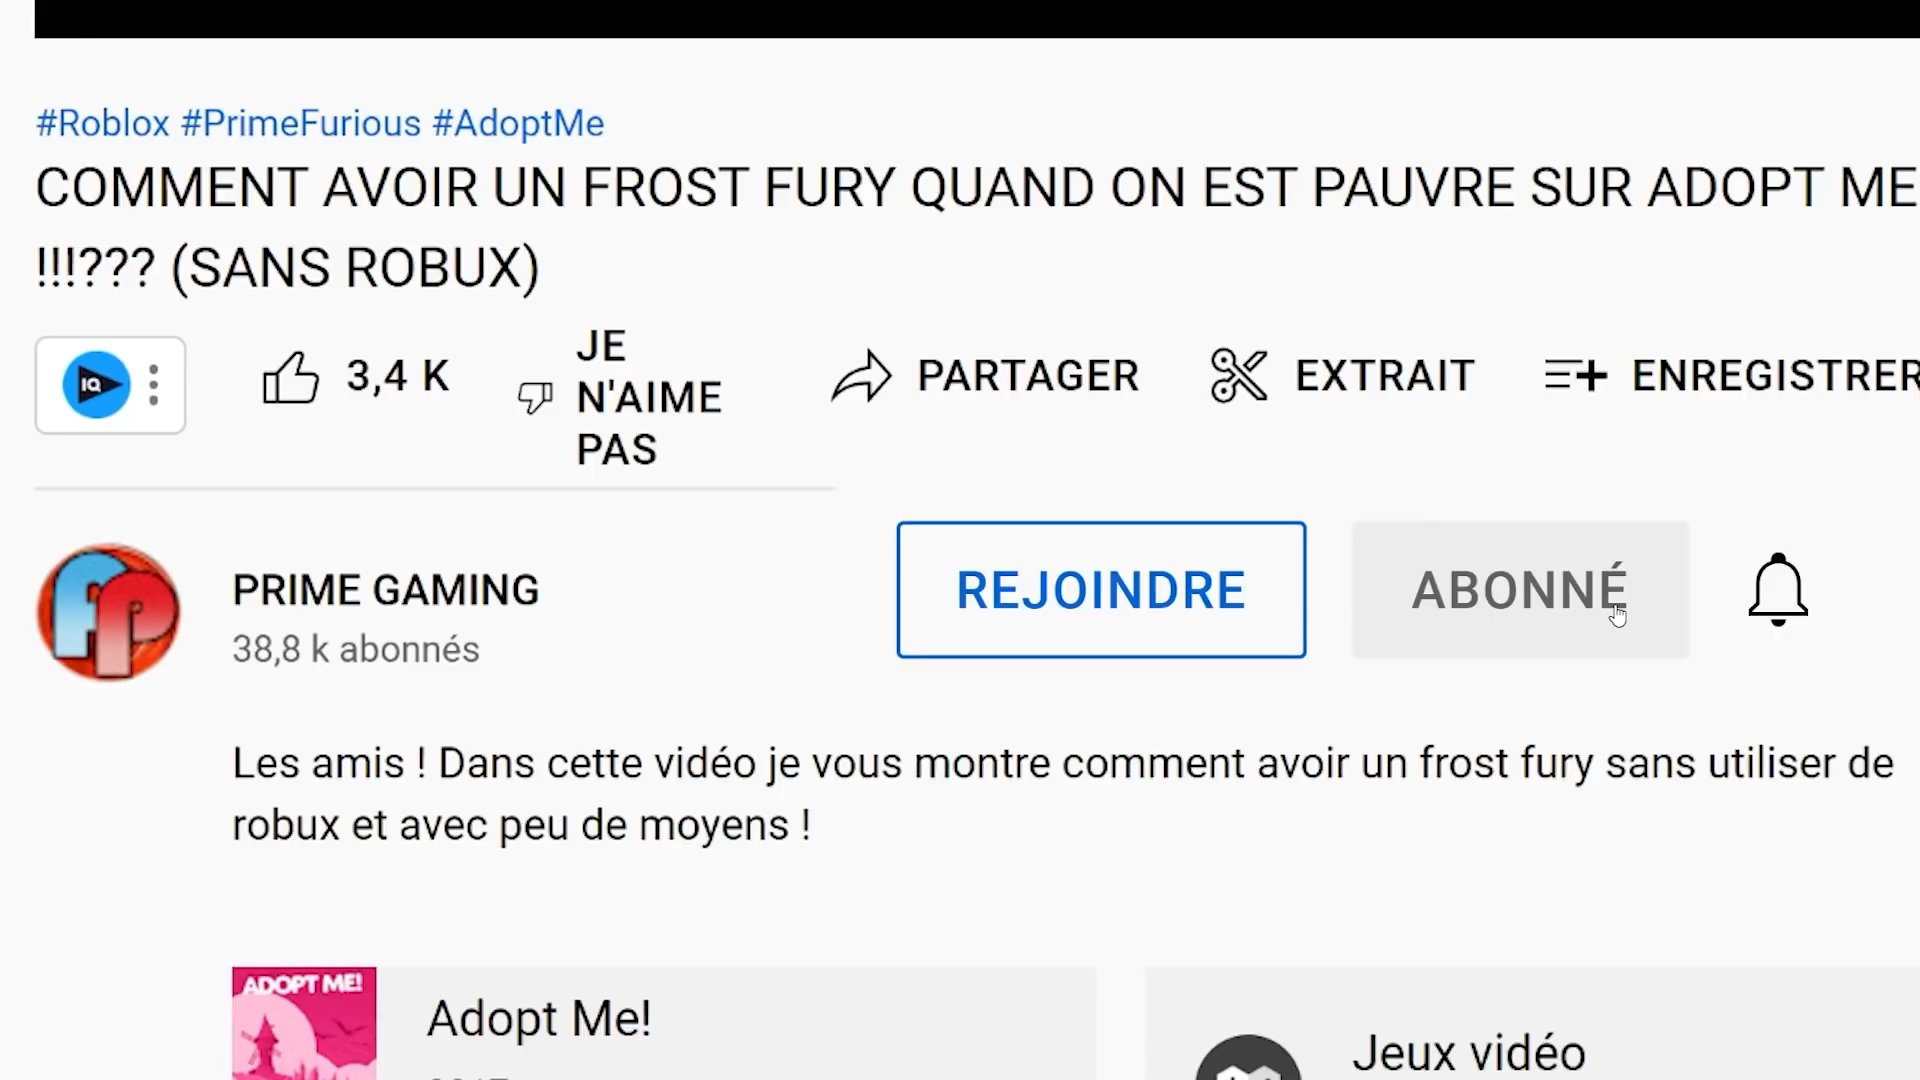 #Roblox #PrimeFurious #AdoptMe
COMMENT AVOIR UN FROST FURY QUAND ON EST PAUVRE SUR ADOPT ME
!!!??? (SANS ROBUX)
IQ
3,4 K
JE
N'AIME
PAS
PARTAGER
EXTRAIT
ENREGISTRER
PRIME GAMING
38,8 k abonnés
REJOINDRE
ABONNÉ
Les amis ! Dans cette vidéo je vous montre comment avoir un frost fury sans utiliser de
robux et avec peu de moyens !
ADOPT ME!
Adopt Me!
Jeux vidéo